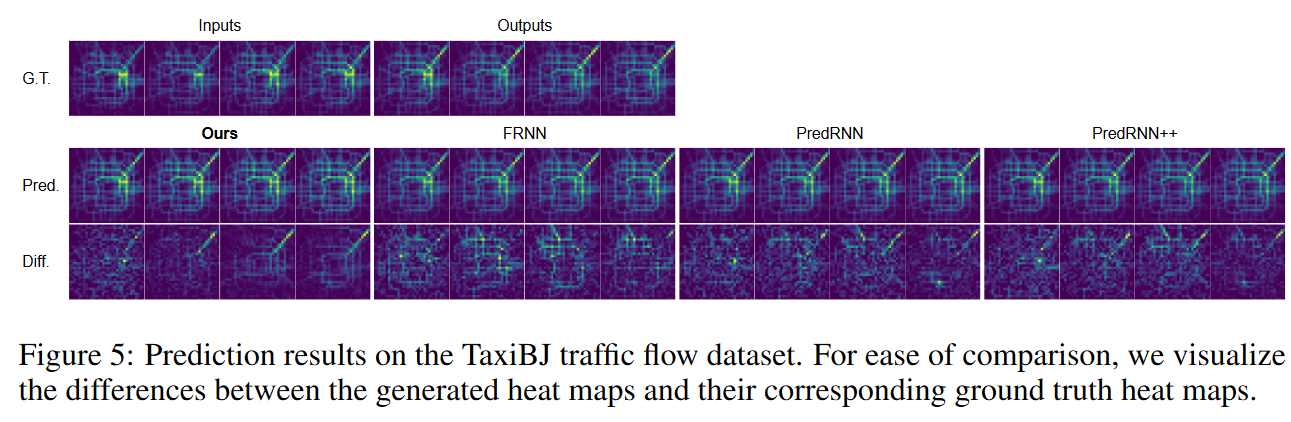 Inputs Outputs
G.T.
Ours FRNN PredRNN PredRNN++
Pred.
Diff.
Figure 5: Prediction results on the TaxiBJ traffic flow dataset. For ease of comparison, we visualize
the differences between the generated heat maps and their corresponding ground truth heat maps.